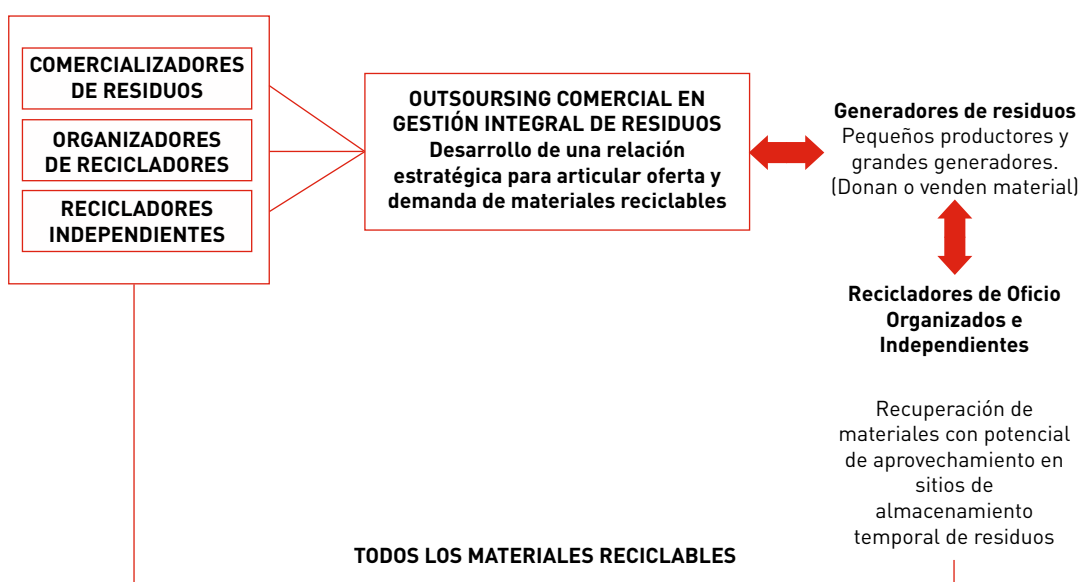 COMERCIALIZADORES
DE RESIDUOS
ORGANIZADORES
DE RECICLADORES
RECICLADORES
INDEPENDIENTES
OUTSOURSING COMERCIAL EN
GESTIÓN INTEGRAL DE RESIDUOS
Desarrollo de una relación
estratégica para articular oferta y
demanda de materiales reciclables
Generadores de residuos
Pequeños productores y
grandes generadores.
(Donan o venden material)
Recicladores de Oficio
Organizados e
Independientes
Recuperación de
materiales con potencial
de aprovechamiento en
sitios de
almacenamiento
temporal de residuos
TODOS LOS MATERIALES RECICLABLES